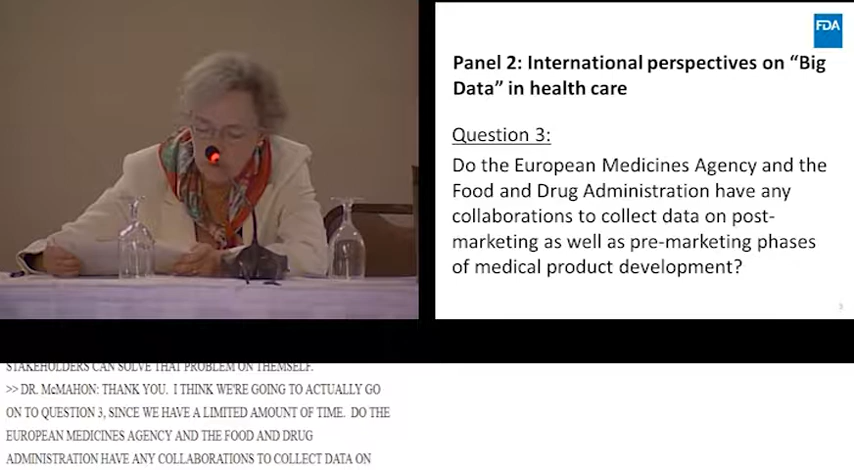 FDA
Panel 2: International perspectives on “Big
Data” in health care
Question 3:
Do the European Medicines Agency and the
Food and Drug Administration have any
collaborations to collect data on post-
marketing as well as pre-marketing phases
of medical product development?
3
STAKEHOLDERS CAN SOLVE THAT PROBLEM ON THEMSELF.
>> DR. McMAHON: THANK YOU. I THINK WE'RE GOING TO ACTUALLY GO
ON TO QUESTION 3, SINCE WE HAVE A LIMITED AMOUNT OF TIME. DO THE
EUROPEAN MEDICINES AGENCY AND THE FOOD AND DRUG
ADMINISTRATION HAVE ANY COLLABORATIONS TO COLLECT DATA ON